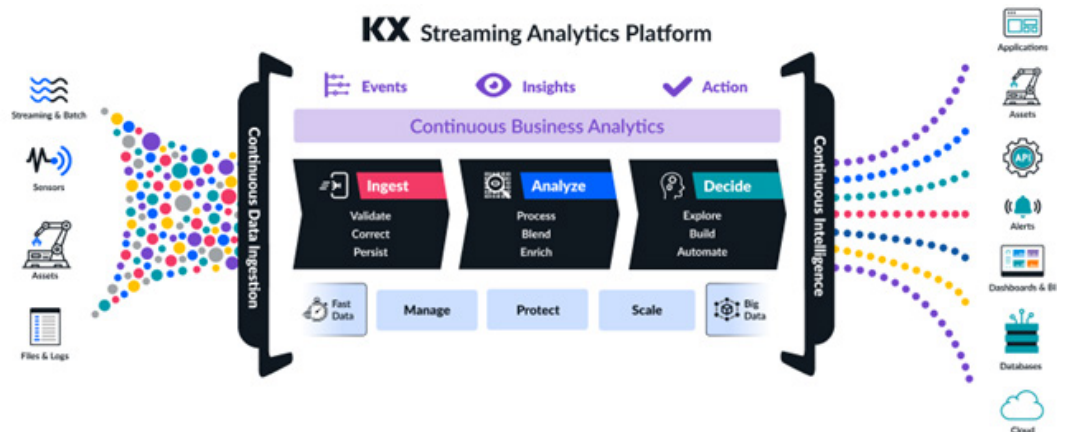 KX Streaming Analytics Platform
Streaming & Batch
Sensors
Assets
Files & Logs
Continuous Data Ingestion
Events
Insights
Action
Continuous Business Analytics
Ingest
Validate
Correct
Persist
Analyze
Process
Blend
Enrich
Decide
Explore
Build
Automate
Fast
Data
Manage
Protect
Scale
Big
Data
Continuous Intelligence
Applications
Assets
API
Alerts
Dashboards & BI
Databases
Cloud